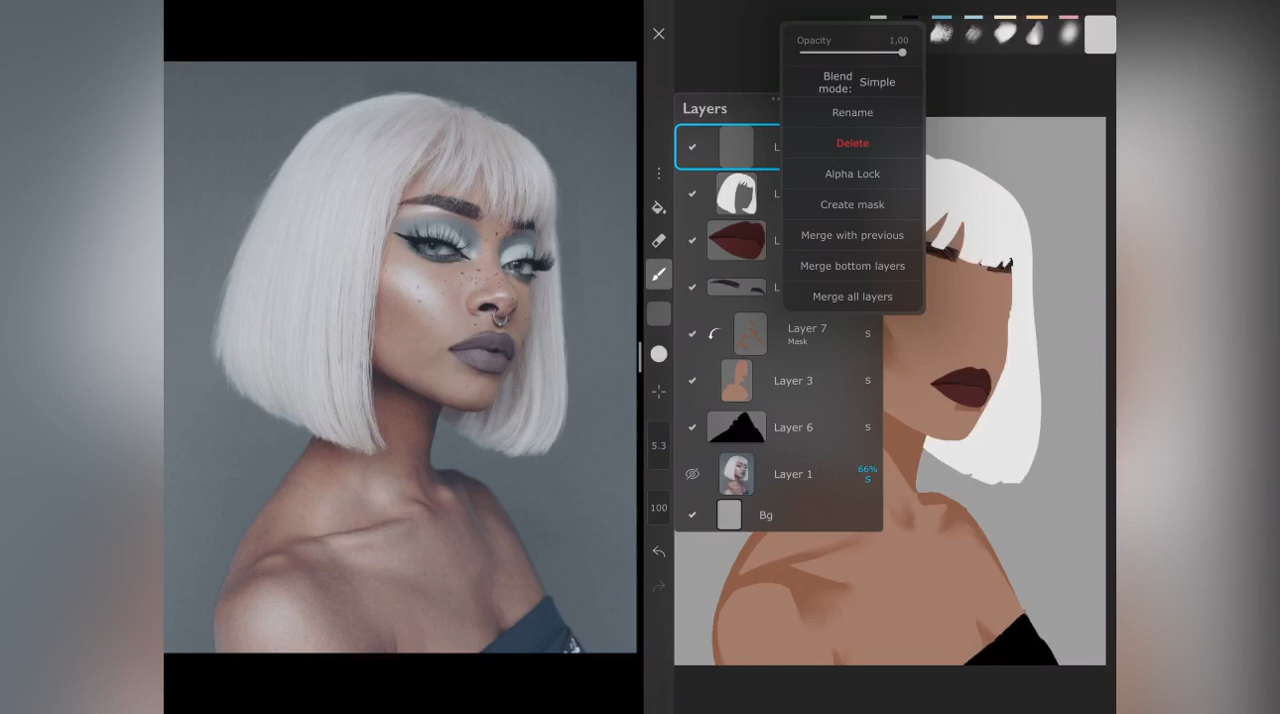 Opacity 1,00
Blend mode: Simple
Rename
Delete
Alpha Lock
Create mask
Merge with previous
Merge bottom layers
Merge all layers
Layers
L
L
L
L
Layer 7 S
Mask
Layer 3 S
Layer 6 S
Layer 1 66% S
Bg
5.3
100